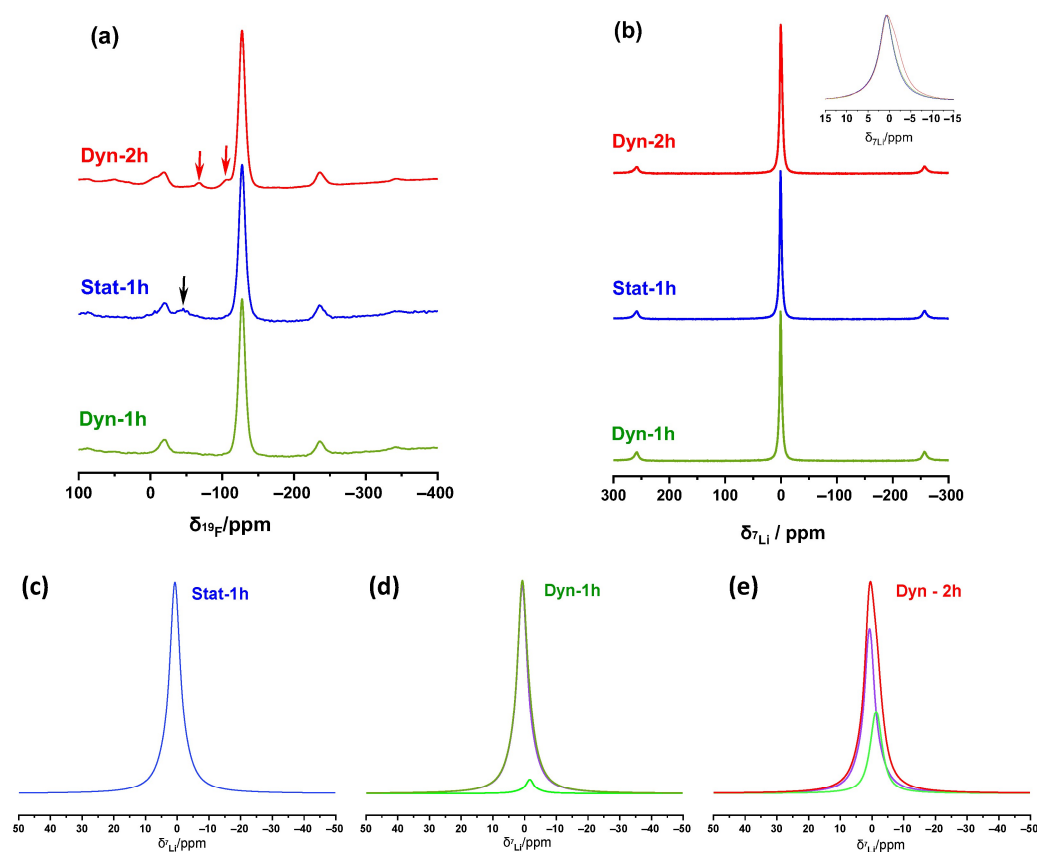 (a)
Dyn-2h
Stat-1h
Dyn-1h
100 0 −100 −200 −300 −400
δ19F/ppm
(b)
Dyn-2h
Stat-1h
Dyn-1h
300 200 100 0 −100 −200 −300
δ7Li / ppm
15 10 5 0 −5 −10 −15
δ7Li/ppm
(c)
Stat-1h
50 40 30 20 10 0 −10 −20 −30 −40 −50
δ7Li/ppm
(d)
Dyn-1h
50 40 30 20 10 0 −10 −20 −30 −40 −50
δ7Li/ppm
(e)
Dyn - 2h
50 40 30 20 10 0 −10 −20 −30 −40 −50
δ7Li/ppm